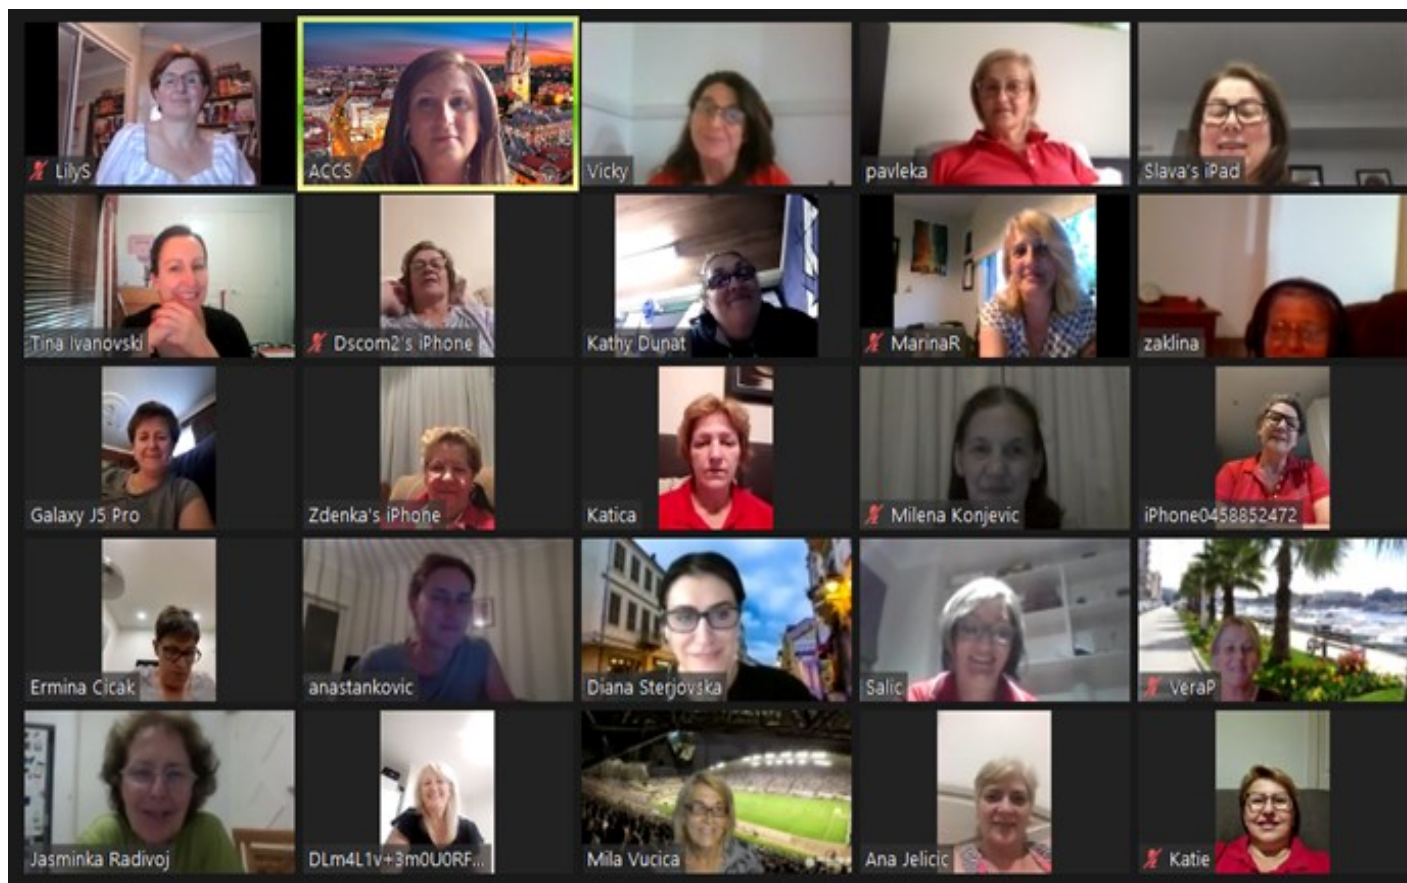 LilyS
ACCS
Vicky
pavleka
Slava's iPad
Tina Ivanovski
Dscom2's iPhone
Kathy Dunat
MarinaR
zaklina
Galaxy J5 Pro
Zdenka's iPhone
Katica
Milena Konjevic
iPhone0458852472
Ermina Cicak
anastankovic
Diana Sterjovska
Salic
VeraP
Jasminka Radivoj
DLm4L1v+3m0U0RF...
Mila Vucica
Ana Jelicic
Katie